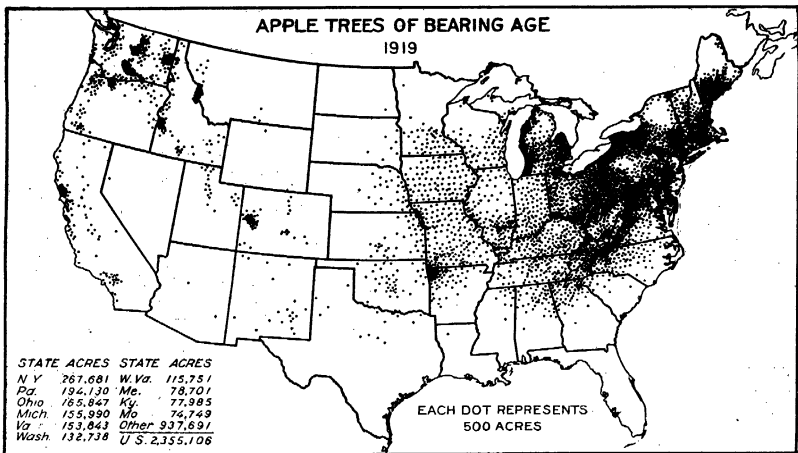 APPLE TREES OF BEARING AGE
1919
STATE ACRES STATE ACRES
N Y 267,681 W.Va. 115,751
Pa. 194,130 Me. 78,701
Ohio 165,847 Ky. 77,985
Mich. 155,990 Mo 74,749
Va 153,843 Other 937,691
Wash. 132,738 U S. 2,355,106
EACH DOT REPRESENTS
500 ACRES